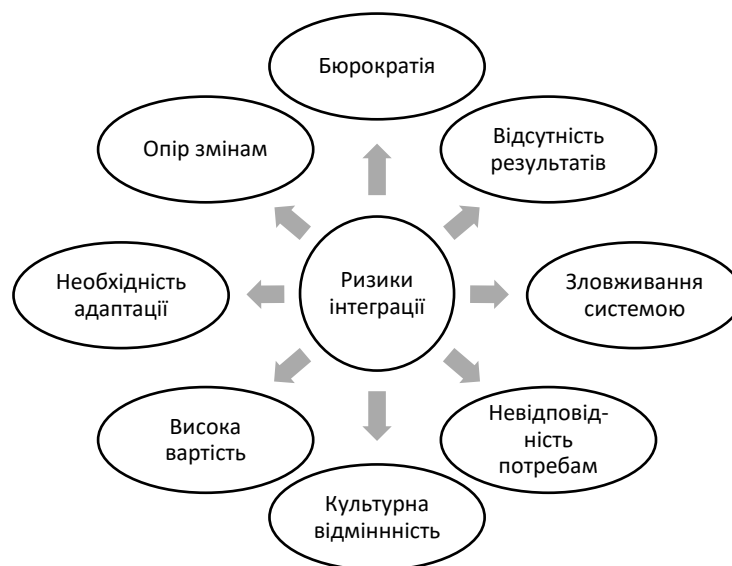 Бюрократія
Опір змінам
Відсутність
результатів
Необхідність
адаптації
Ризики
інтеграції
Зловживання
системою
Висока
вартість
Невідповід-
ність
потребам
Культурна
відміннність